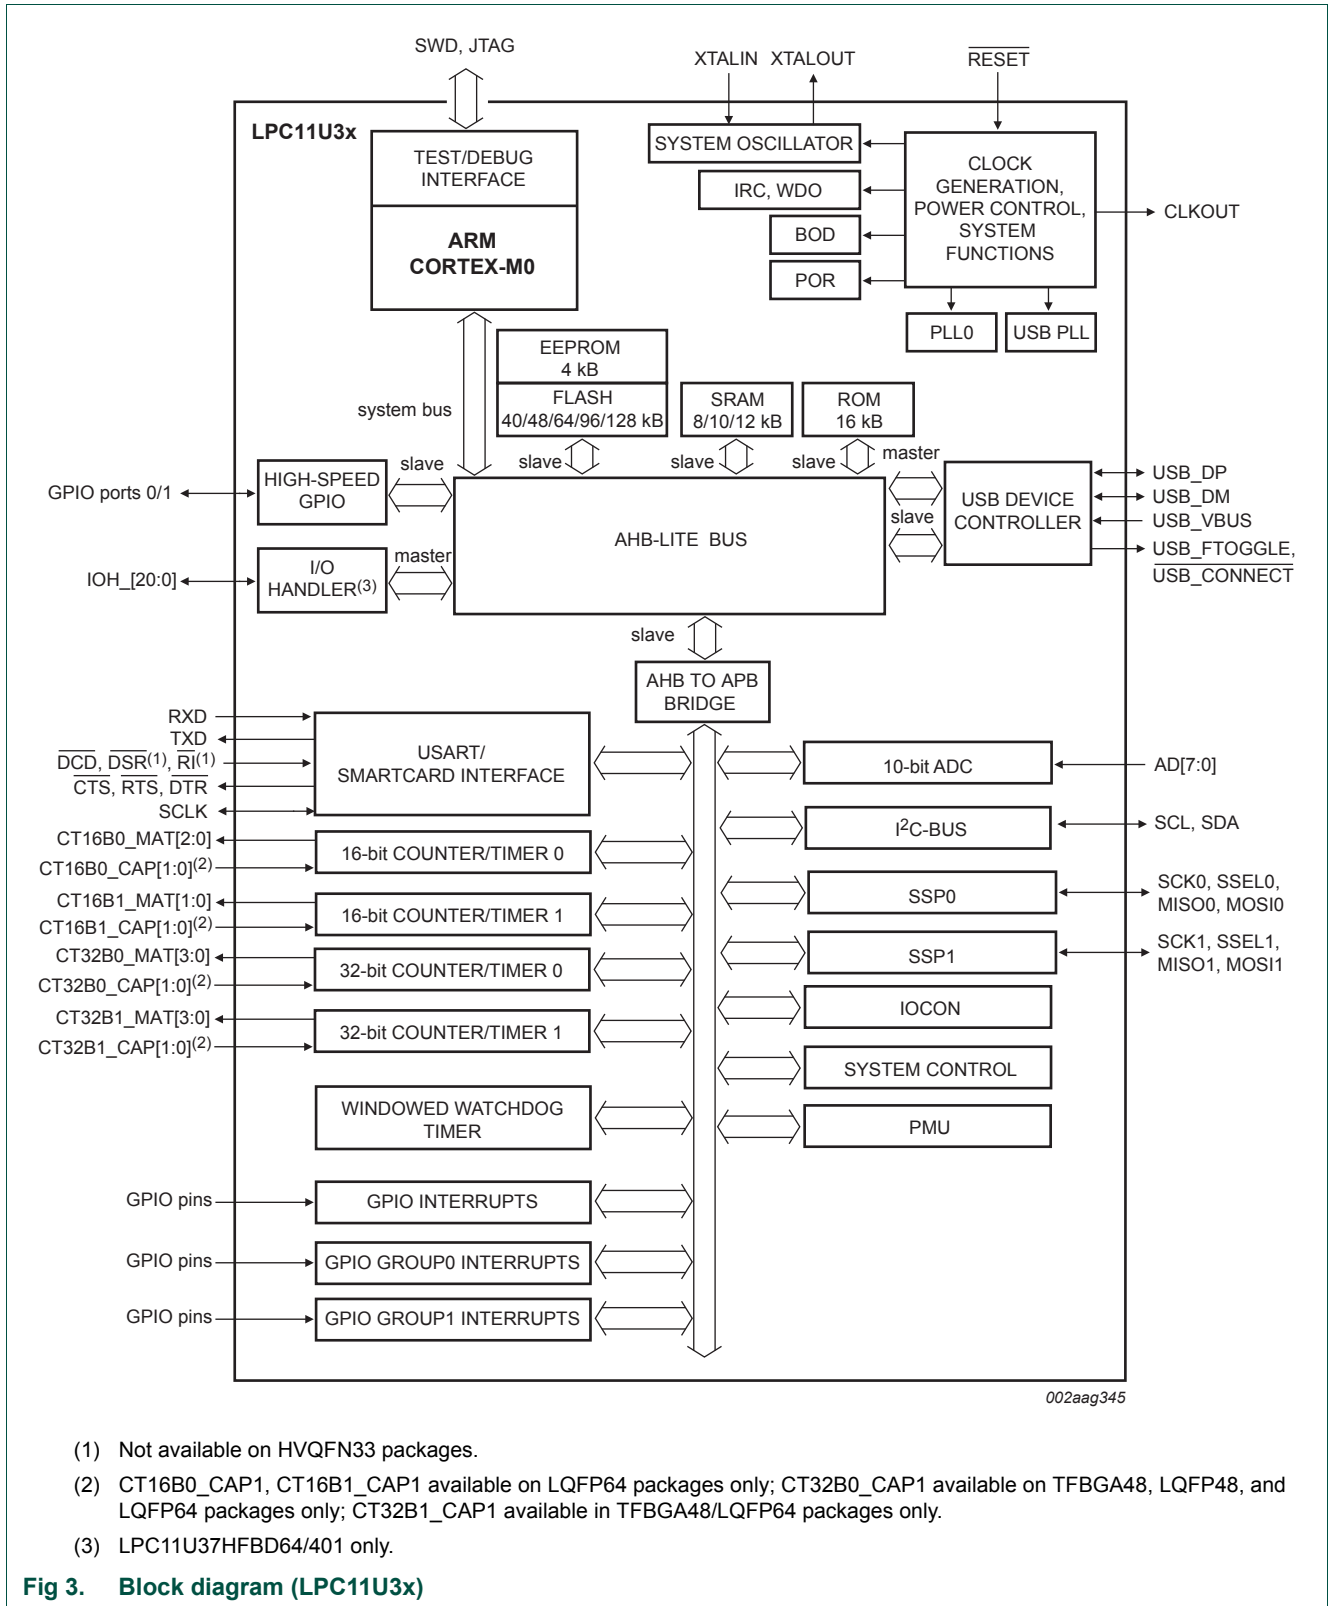 SWD, JTAG
XTALIN XTALOUT
RESET
LPC11U3x
TEST/DEBUG
INTERFACE
ARM
CORTEX-M0
SYSTEM OSCILLATOR
IRC, WDO
BOD
POR
CLOCK
GENERATION,
POWER CONTROL,
SYSTEM
FUNCTIONS
CLKOUT
PLL0
USB PLL
EEPROM
4 kB
FLASH
40/48/64/96/128 kB
SRAM
8/10/12 kB
ROM
16 kB
system bus
slave
slave
slave
slave
master
slave
GPIO ports 0/1
HIGH-SPEED
GPIO
AHB-LITE BUS
USB DEVICE
CONTROLLER
USB_DP
USB_DM
USB_VBUS
USB_FTOGGLE,
USB_CONNECT
IOH_[20:0]
I/O
HANDLER(3)
master
slave
AHB TO APB
BRIDGE
RXD
TXD
DCD, DSR(1), RI(1)
CTS, RTS, DTR
SCLK
USART/
SMARTCARD INTERFACE
10-bit ADC
AD[7:0]
I2C-BUS
SCL, SDA
CT16B0_MAT[2:0]
CT16B0_CAP[1:0](2)
16-bit COUNTER/TIMER 0
SSP0
SCK0, SSEL0,
MISO0, MOSI0
CT16B1_MAT[1:0]
CT16B1_CAP[1:0](2)
16-bit COUNTER/TIMER 1
SSP1
SCK1, SSEL1,
MISO1, MOSI1
CT32B0_MAT[3:0]
CT32B0_CAP[1:0](2)
32-bit COUNTER/TIMER 0
IOCON
CT32B1_MAT[3:0]
CT32B1_CAP[1:0](2)
32-bit COUNTER/TIMER 1
SYSTEM CONTROL
WINDOWED WATCHDOG
TIMER
PMU
GPIO pins
GPIO INTERRUPTS
GPIO pins
GPIO GROUP0 INTERRUPTS
GPIO pins
GPIO GROUP1 INTERRUPTS
002aag345
(1) Not available on HVQFN33 packages.
(2) CT16B0_CAP1, CT16B1_CAP1 available on LQFP64 packages only; CT32B0_CAP1 available on TFBGA48, LQFP48, and
LQFP64 packages only; CT32B1_CAP1 available in TFBGA48/LQFP64 packages only.
(3) LPC11U37HFBD64/401 only.
Fig 3. Block diagram (LPC11U3x)